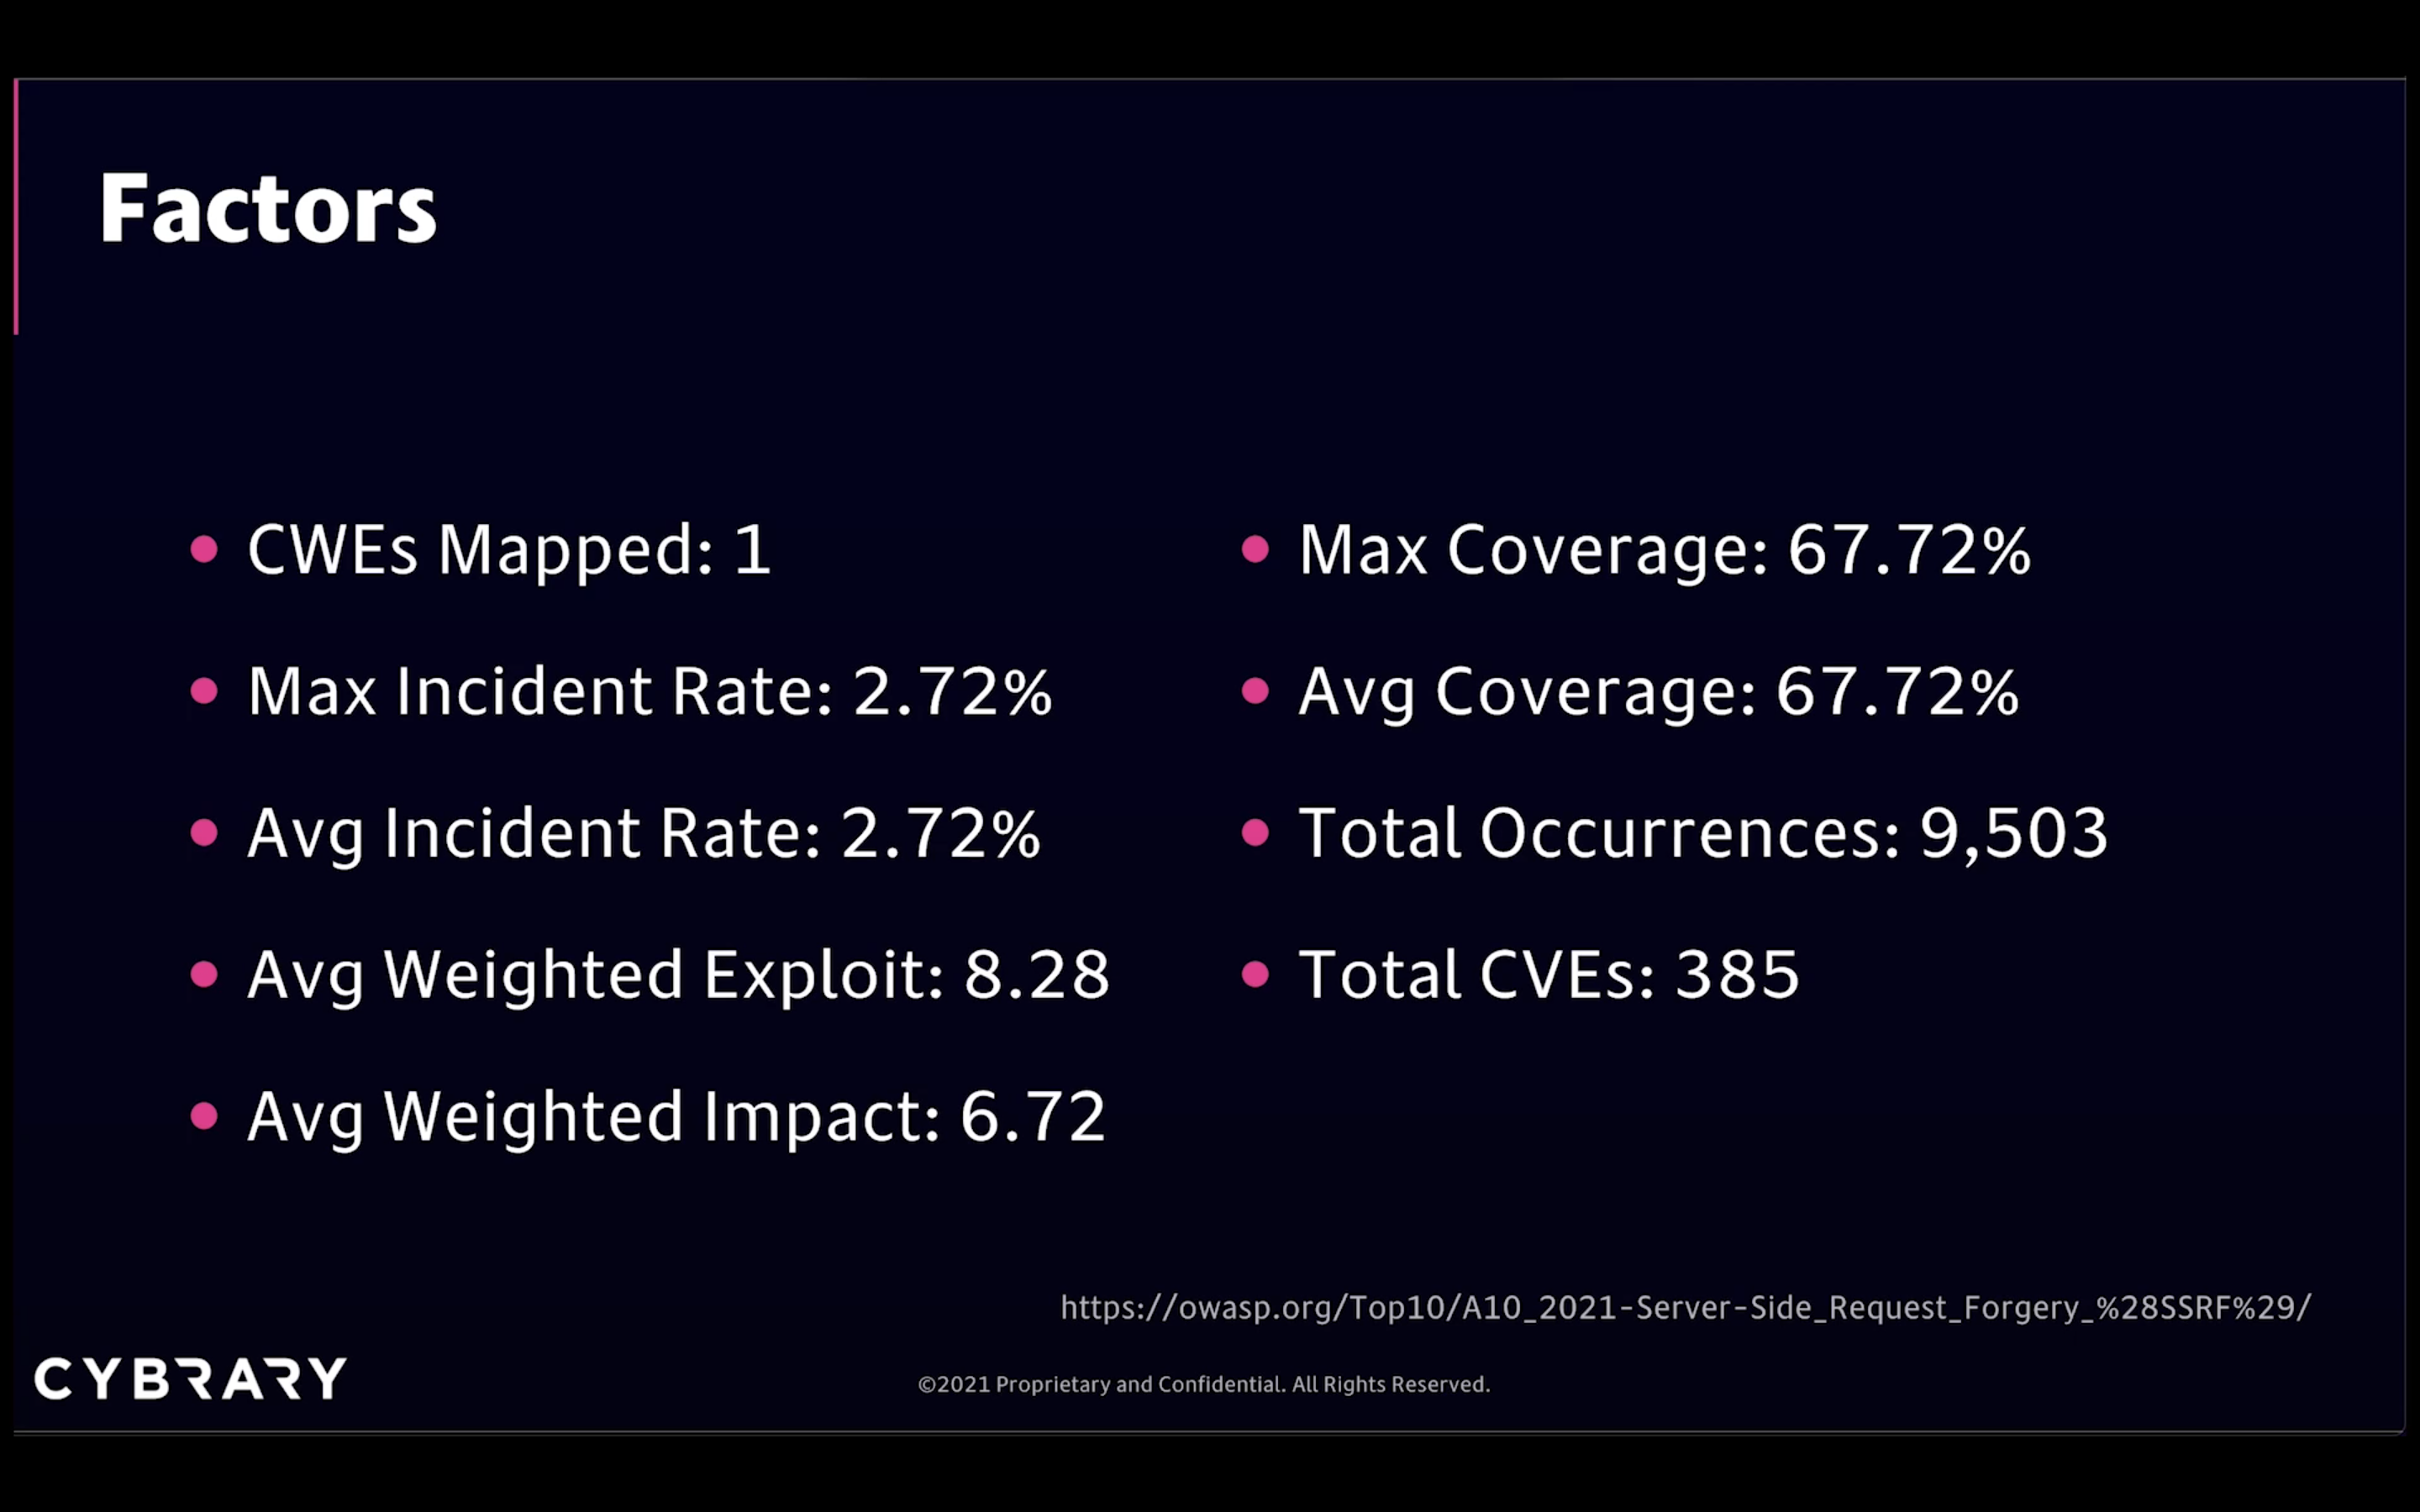 Factors
CWEs Mapped: 1
Max Incident Rate: 2.72%
Avg Incident Rate: 2.72%
Avg Weighted Exploit: 8.28
Avg Weighted Impact: 6.72
Max Coverage: 67.72%
Avg Coverage: 67.72%
Total Occurrences: 9,503
Total CVEs: 385
https://owasp.org/Top10/A10_2021-Server-Side_Request_Forgery_%28SSRF%29/
CYBRARY
©2021 Proprietary and Confidential. All Rights Reserved.